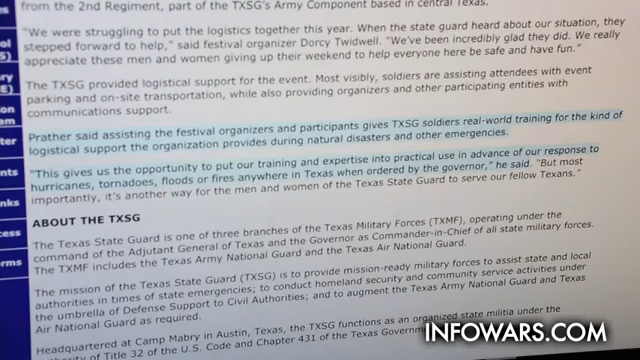 from the 2nd Regiment, part of the TXSG's Army Component based in central Texas.
"We were struggling to put the logistics together this year. When the state guard heard about our situation, they
stepped forward to help," said festival organizer Dorcy Twidwell. "We've been incredibly glad they did. We really
appreciate these men and women giving up their weekend to help everyone here be safe and have fun."
The TXSG provided logistical support for the event. Most visibly, soldiers are assisting attendees with event
parking and on-site transportation, while also providing organizers and other participating entities with
communications support.
Prather said assisting the festival organizers and participants gives TXSG soldiers real-world training for the kind of
logistical support the organization provides during natural disasters and other emergencies.
"This gives us the opportunity to put our training and expertise into practical use in advance of our response to
hurricanes, tornadoes, floods or fires anywhere in Texas when ordered by the governor," he said. "But most
importantly, it's another way for the men and women of the Texas State Guard to serve our fellow Texans."
ABOUT THE TXSG
The Texas State Guard is one of three branches of the Texas Military Forces (TXMF), operating under the
command of the Adjutant General of Texas and the Governor as Commander-in-Chief of all state military forces.
The TXMF includes the Texas Army National Guard and the Texas Air National Guard.
The mission of the Texas State Guard (TXSG) is to provide mission-ready military forces to assist state and local
authorities in times of state emergencies; to conduct homeland security and community service activities under
the umbrella of Defense Support to Civil Authorities; and to augment the Texas Army National Guard and Texas
Air National Guard as required.
Headquartered at Camp Mabry in Austin, Texas, the TXSG functions as an organized state militia under the
of Title 32 of the U.S. Code and Chapter 431 of the Texas
INFOWARS.COM